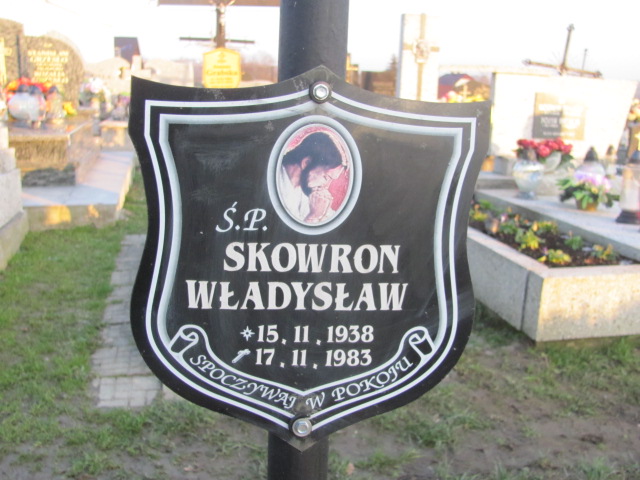 Ś.P.
SKOWRON
WŁADYSŁAW
15.11.1938
17.11.1983
SPOCZYWAJ W POKOJU